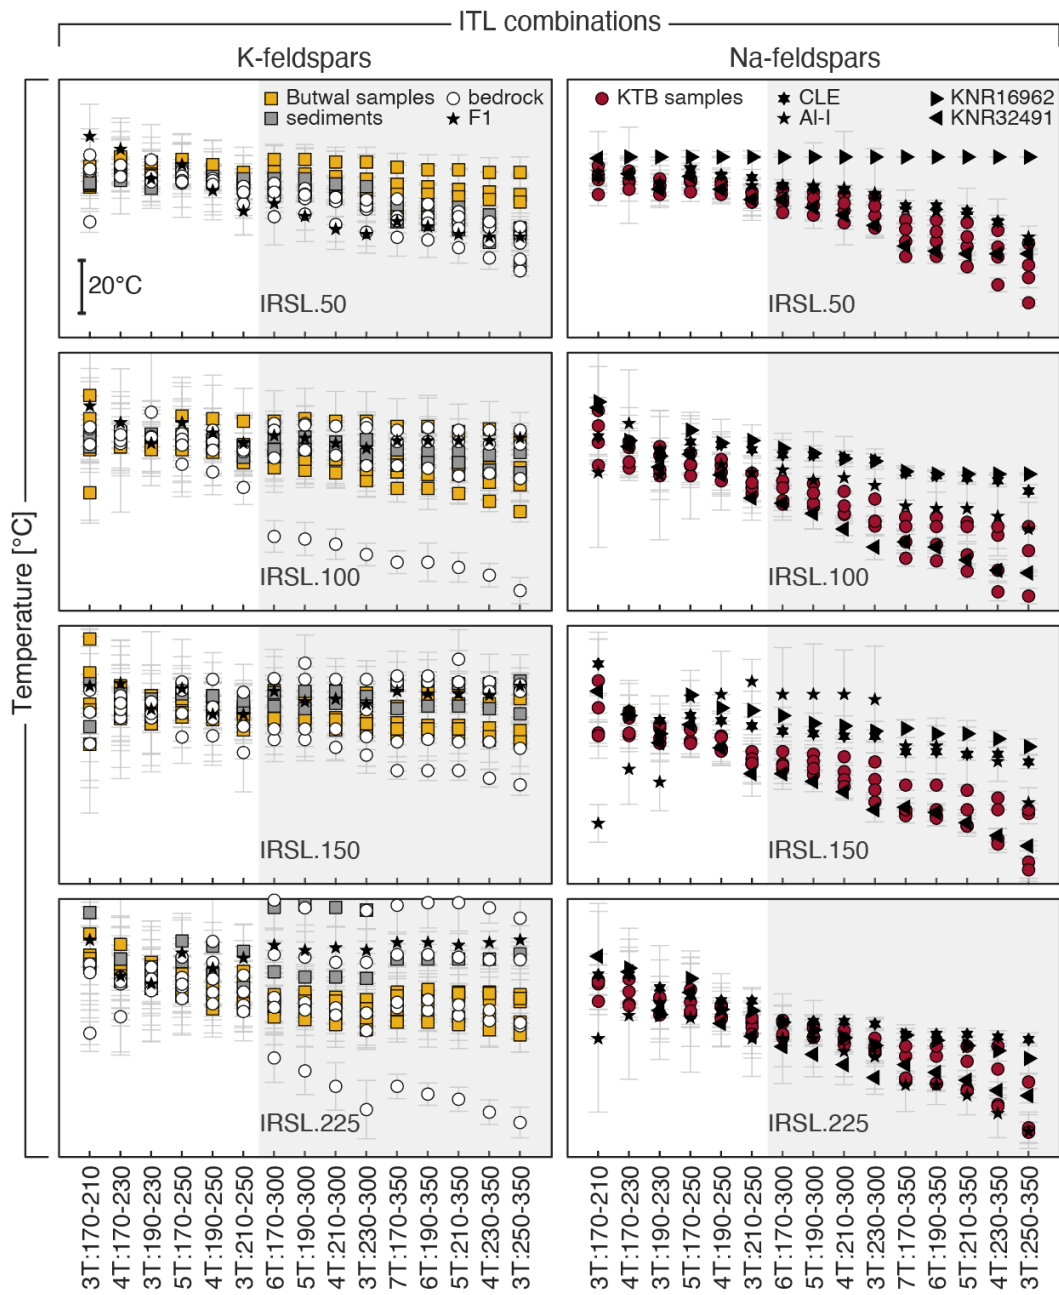 ITL combinations
K-feldspars
Na-feldspars
Butwal samples
bedrock
sediments
F1
KTB samples
CLE
KNR16962
Al-I
KNR32491
20°C
IRSL.50
IRSL.50
IRSL.100
IRSL.100
IRSL.150
IRSL.150
IRSL.225
IRSL.225
Temperature [°C]
3T:170-210
4T:170-230
3T:190-230
5T:170-250
4T:190-250
3T:210-250
6T:170-300
5T:190-300
4T:210-300
3T:230-300
7T:170-350
6T:190-350
5T:210-350
4T:230-350
3T:250-350
3T:170-210
4T:170-230
3T:190-230
5T:170-250
4T:190-250
3T:210-250
6T:170-300
5T:190-300
4T:210-300
3T:230-300
7T:170-350
6T:190-350
5T:210-350
4T:230-350
3T:250-350